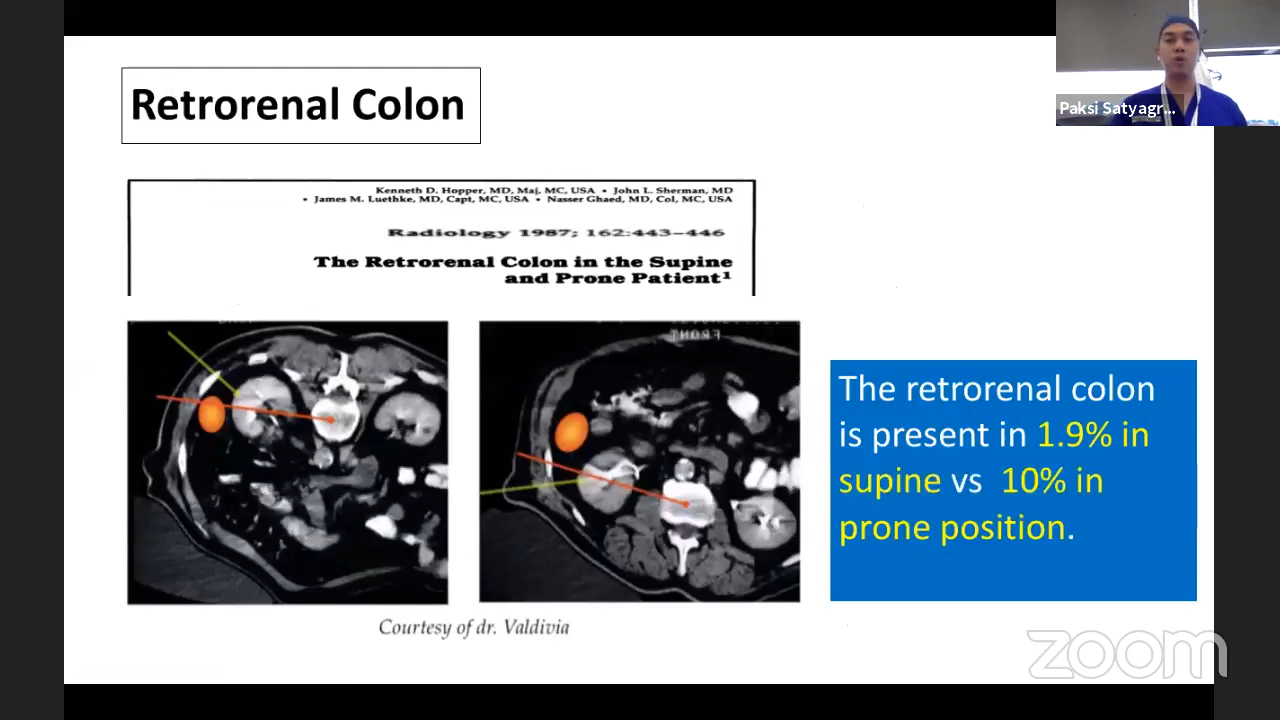 Retrorenal Colon
Paksi Satyagr...
Kenneth D. Hopper, MD, Maj, MC, USA • John L. Sherman, MD
• James M. Luethke, MD, Capt, MC, USA • Nasser Ghaed, MD, Col, MC, USA
Radiology 1987; 162:443–446
The Retrorenal Colon in the Supine
and Prone Patient¹
The retrorenal colon
is present in 1.9% in
supine vs 10% in
prone position.
Courtesy of dr. Valdivia
zoom